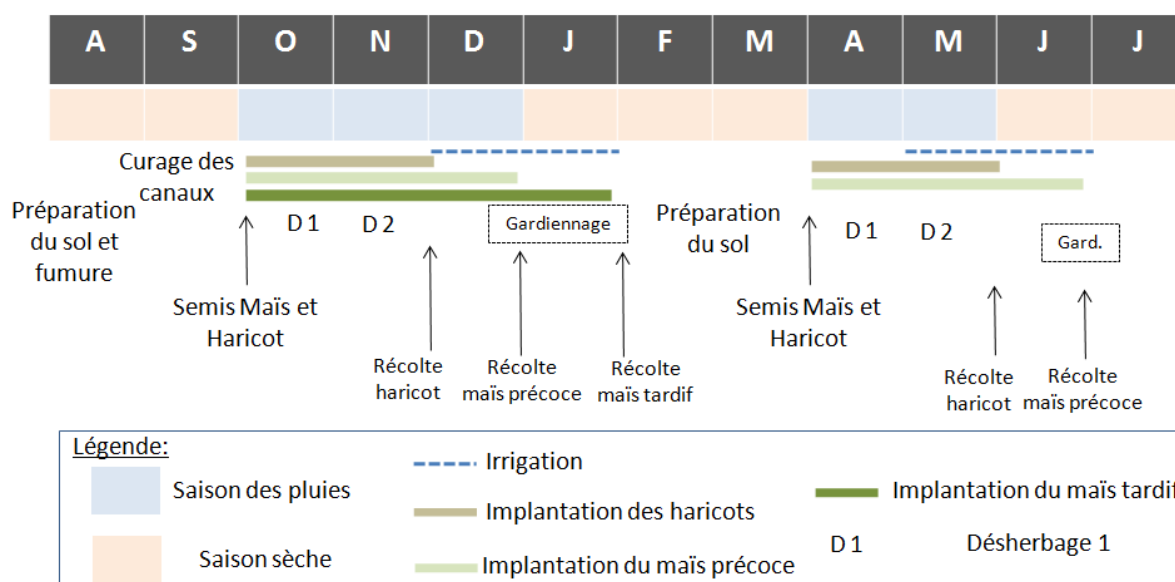 A S O N D J F M A M J J
Curage des
canaux
Préparation
du sol et
fumure
D 1 D 2
Gardiennage
Semis Maïs et
Haricot
Récolte
haricot
Récolte
maïs précoce
Récolte
maïs tardif
Préparation
du sol
D 1 D 2
Gard.
Semis Maïs et
Haricot
Récolte
haricot
Récolte
maïs précoce
Légende:
Saison des pluies
Saison sèche
Irrigation
Implantation des haricots
Implantation du maïs précoce
Implantation du maïs tardif
D 1 Désherbage 1